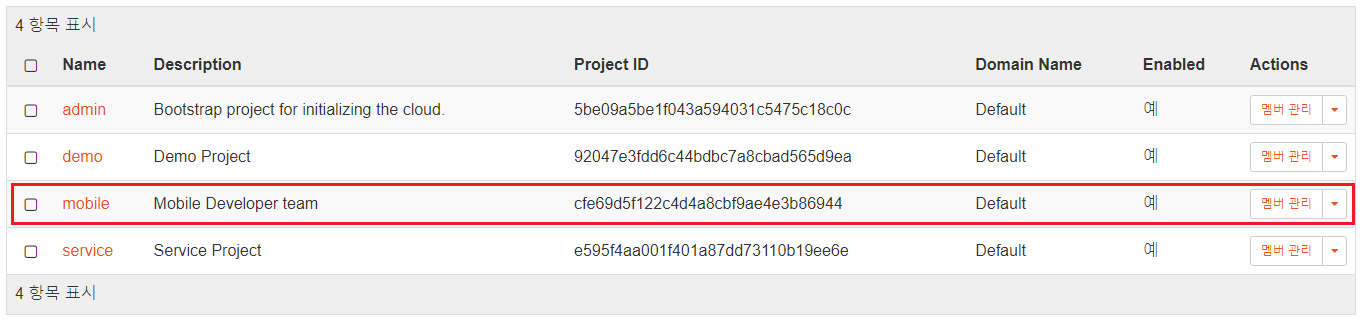 4 항목 표시
Name Description Project ID Domain Name Enabled Actions
admin Bootstrap project for initializing the cloud. 5be09a5be1f043a594031c5475c18c0c Default 예 멤버 관리
demo Demo Project 92047e3fdd6c44bdbc7a8cbad565d9ea Default 예 멤버 관리
mobile Mobile Developer team cfe69d5f122c4d4a8cbf9ae4e3b86944 Default 예 멤버 관리
service Service Project e595f4aa001f401a87dd73110b19ee6e Default 예 멤버 관리
4 항목 표시